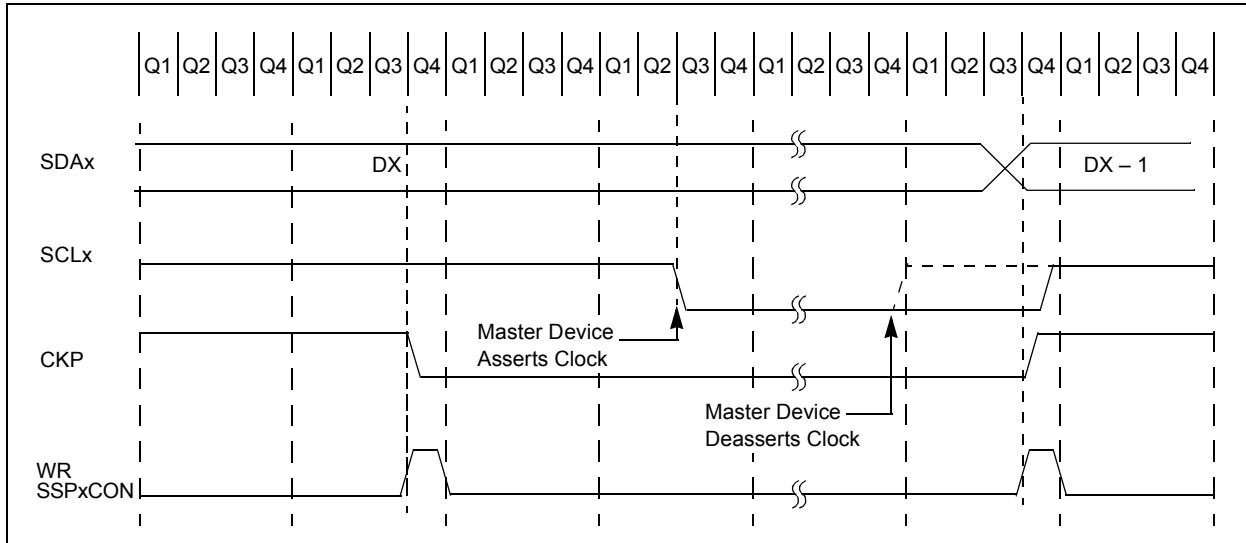 Q1 Q2 Q3 Q4 Q1 Q2 Q3 Q4 Q1 Q2 Q3 Q4 Q1 Q2 Q3 Q4 Q1 Q2 Q3 Q4 Q1 Q2 Q3 Q4 Q1 Q2 Q3 Q4
SDAx
DX
DX – 1
SCLx
Master Device
Asserts Clock
CKP
Master Device
Deasserts Clock
WR
SSPxCON